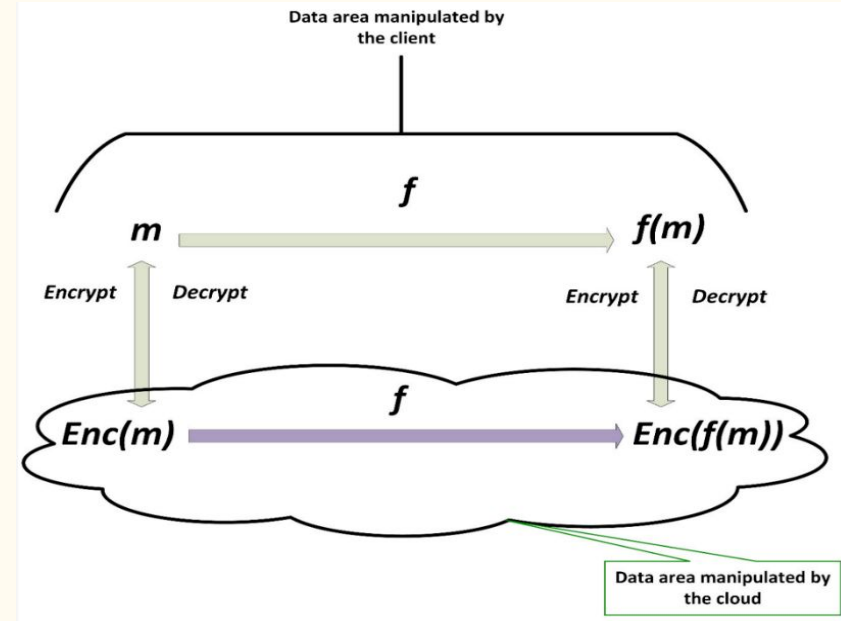 Data area manipulated by
the client
f
m
f(m)
Encrypt Decrypt
Encrypt Decrypt
f
Enc(m)
Enc(f(m))
Data area manipulated by
the cloud